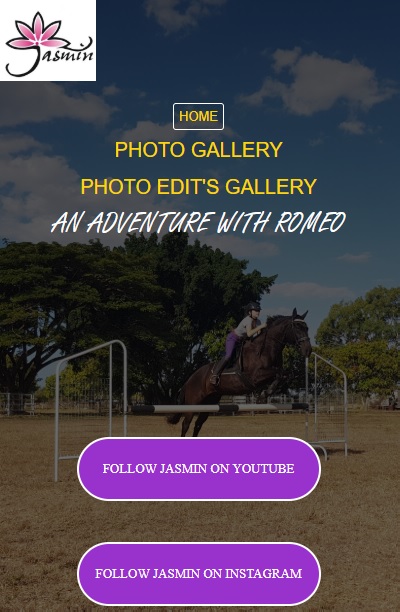 Jasmin
HOME
PHOTO GALLERY
PHOTO EDIT'S GALLERY
AN ADVENTURE WITH ROMEO
FOLLOW JASMIN ON YOUTUBE
FOLLOW JASMIN ON INSTAGRAM